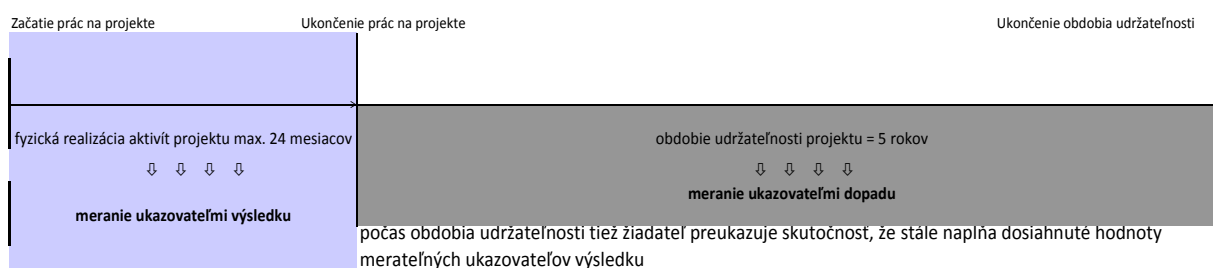 Začatie prác na projekte
Ukončenie prác na projekte
Ukončenie obdobia udržateľnosti
fyzická realizácia aktivít projektu max. 24 mesiacov
obdobie udržateľnosti projektu = 5 rokov
⇩ ⇩ ⇩ ⇩
⇩ ⇩ ⇩ ⇩
meranie ukazovateľmi výsledku
meranie ukazovateľmi dopadu
počas obdobia udržateľnosti tiež žiadateľ preukazuje skutočnosť, že stále napĺňa dosiahnuté hodnoty
merateľných ukazovateľov výsledku